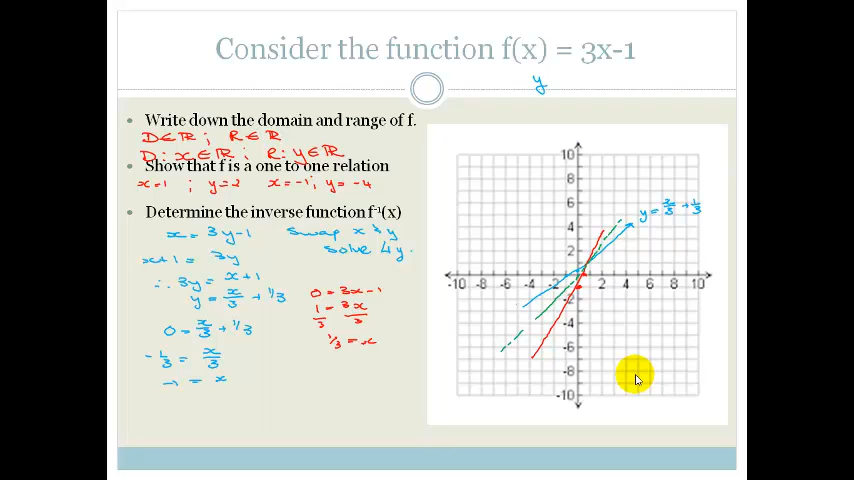 Consider the function f(x) = 3x-1
y
• Write down the domain and range of f.
D∈ℝ ; R∈ℝ
D: x∈ℝ ; R: y∈ℝ
• Show that f is a one to one relation
x=1 ; y=2 x=-1 ; y=-4
• Determine the inverse function f⁻¹(x)
x = 3y-1 swap x & y
solve 4 y.
x+1 = 3y
∴ 3y = x+1
y = x/3 + 1/3
0 = x/3 + 1/3
-1/3 = x/3
-1 = x
0 = 3x-1
1/3 = 3x/3
1/3 = x
y = x/3 + 1/3
10
8
6
4
2
-10 -8 -6 -4 -2 0 2 4 6 8 10
-2
-4
-6
-8
-10